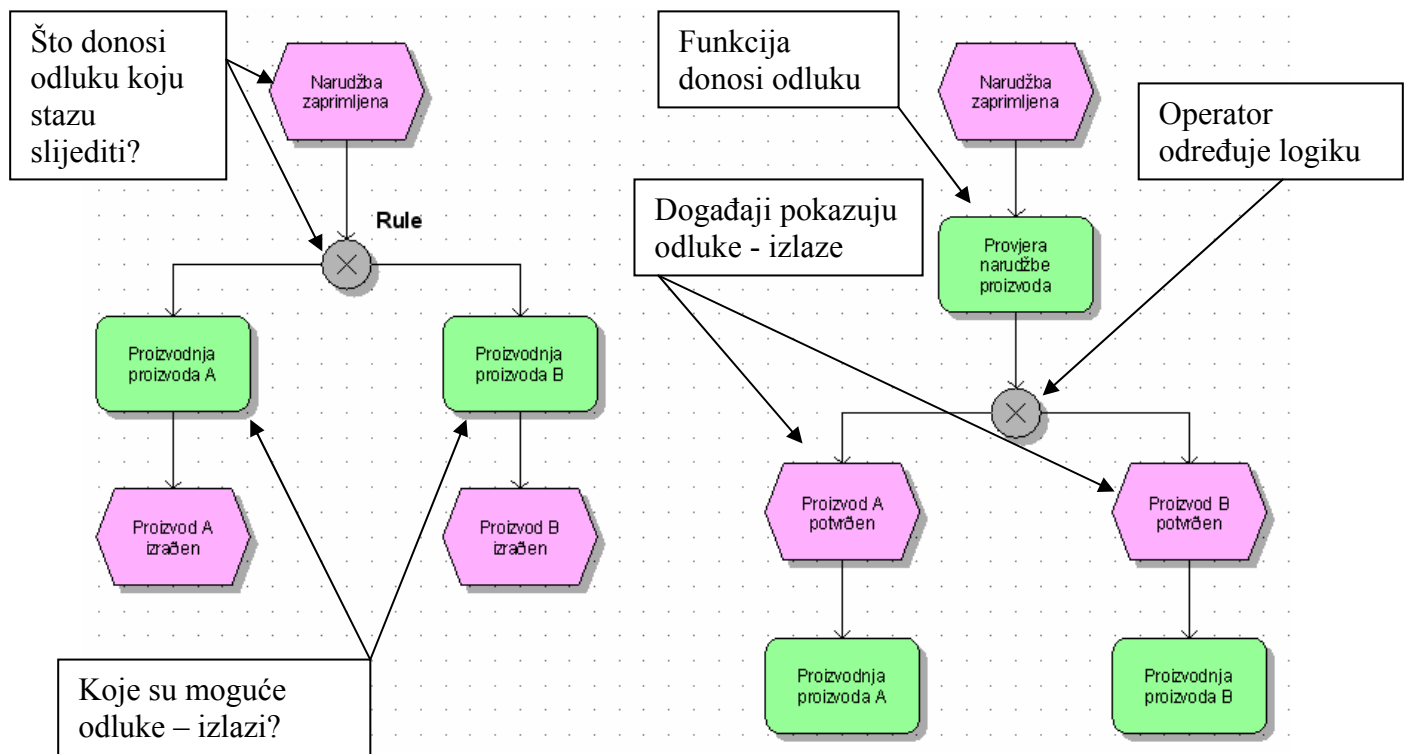 Što donosi
odluku koju
stazu
slijediti?
Narudžba
zaprimljena
Rule
Proizvodnja
proizvoda A
Proizvodnja
proizvoda B
Proizvod A
izrađen
Proizvod B
izrađen
Koje su moguće
odluke – izlazi?
Funkcija
donosi odluku
Narudžba
zaprimljena
Operator
određuje logiku
Događaji pokazuju
odluke - izlaze
Provjera
narudžbe
proizvoda
Proizvod A
potvrđen
Proizvod B
potvrđen
Proizvodnja
proizvoda A
Proizvodnja
proizvoda B